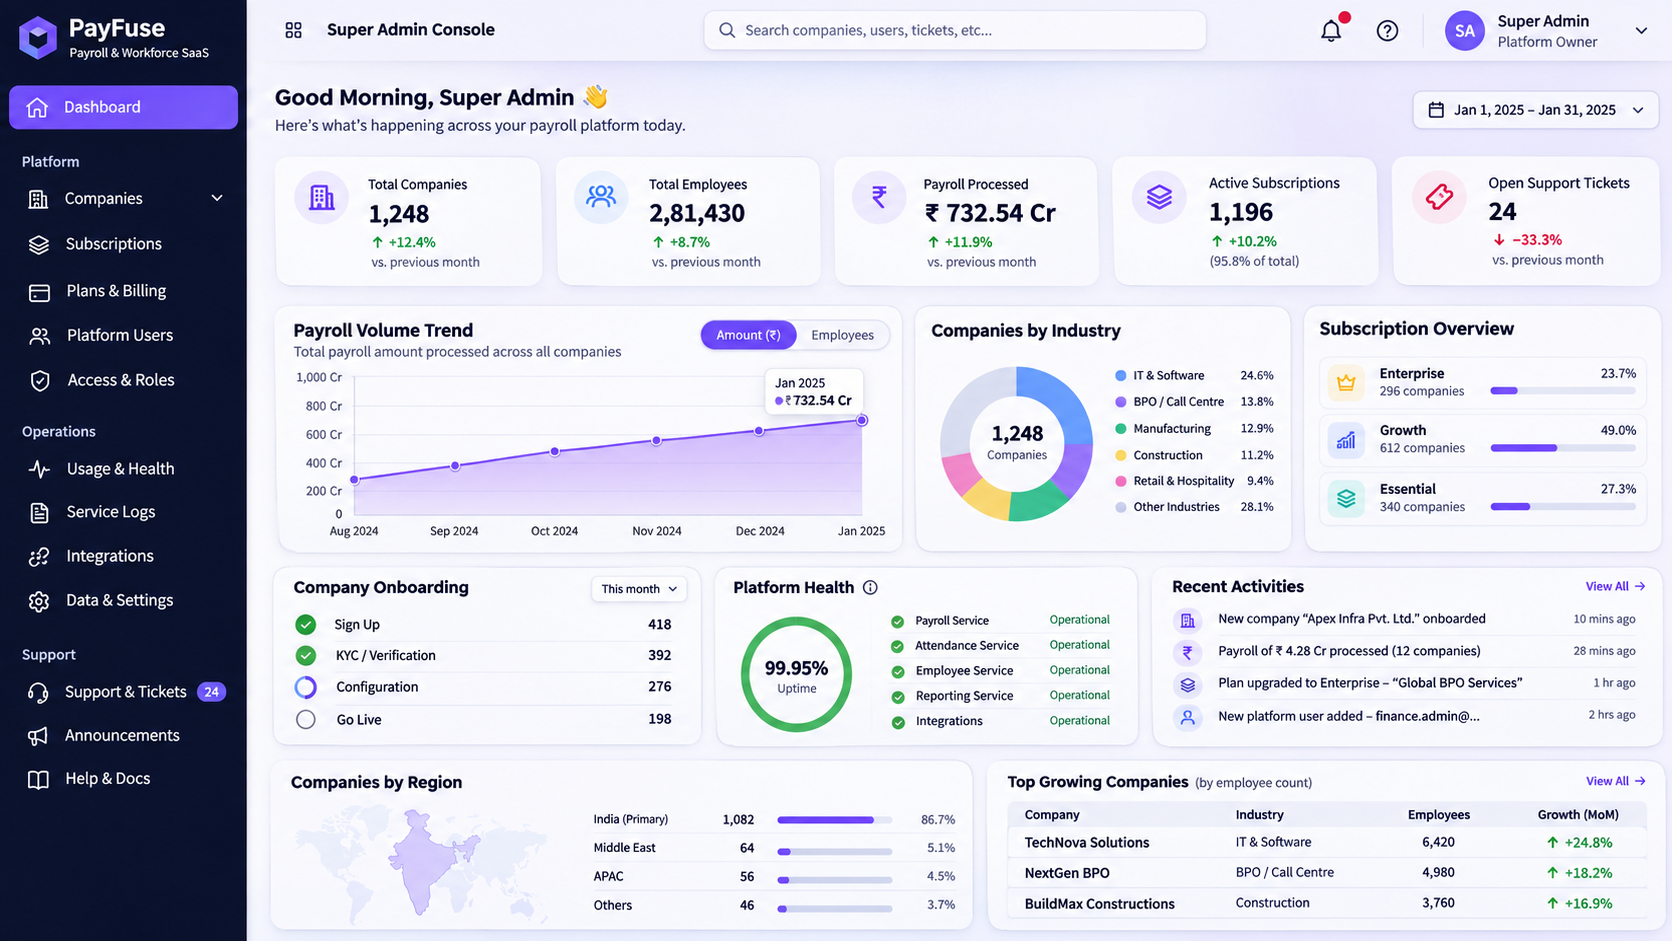 PayFuse
Payroll & Workforce SaaS
Dashboard
Platform
Companies
Subscriptions
Plans & Billing
Platform Users
Access & Roles
Operations
Usage & Health
Service Logs
Integrations
Data & Settings
Support
Support & Tickets 24
Announcements
Help & Docs
Super Admin Console
Search companies, users, tickets, etc...
SA
Super Admin
Platform Owner
Good Morning, Super Admin 👋
Here's what's happening across your payroll platform today.
Jan 1, 2025 – Jan 31, 2025
Total Companies
1,248
↑ +12.4%
vs. previous month
Total Employees
2,81,430
↑ +8.7%
vs. previous month
₹
Payroll Processed
₹ 732.54 Cr
↑ +11.9%
vs. previous month
Active Subscriptions
1,196
↑ +10.2%
(95.8% of total)
Open Support Tickets
24
↓ −33.3%
vs. previous month
Payroll Volume Trend
Total payroll amount processed across all companies
Amount (₹) Employees
1,000 Cr
800 Cr
600 Cr
400 Cr
200 Cr
0
Jan 2025
₹ 732.54 Cr
Aug 2024 Sep 2024 Oct 2024 Nov 2024 Dec 2024 Jan 2025
Companies by Industry
1,248
Companies
IT & Software 24.6%
BPO / Call Centre 13.8%
Manufacturing 12.9%
Construction 11.2%
Retail & Hospitality 9.4%
Other Industries 28.1%
Subscription Overview
Enterprise 23.7%
296 companies
Growth 49.0%
612 companies
Essential 27.3%
340 companies
Company Onboarding
This month
Sign Up 418
KYC / Verification 392
Configuration 276
Go Live 198
Platform Health
99.95%
Uptime
Payroll Service Operational
Attendance Service Operational
Employee Service Operational
Reporting Service Operational
Integrations Operational
Recent Activities
View All →
New company “Apex Infra Pvt. Ltd.” onboarded 10 mins ago
₹ Payroll of ₹ 4.28 Cr processed (12 companies) 28 mins ago
Plan upgraded to Enterprise – “Global BPO Services” 1 hr ago
New platform user added – finance.admin@... 2 hrs ago
Companies by Region
India (Primary) 1,082 86.7%
Middle East 64 5.1%
APAC 56 4.5%
Others 46 3.7%
Top Growing Companies (by employee count)
View All →
Company Industry Employees Growth (MoM)
TechNova Solutions IT & Software 6,420 ↑ +24.8%
NextGen BPO BPO / Call Centre 4,980 ↑ +18.2%
BuildMax Constructions Construction 3,760 ↑ +16.9%